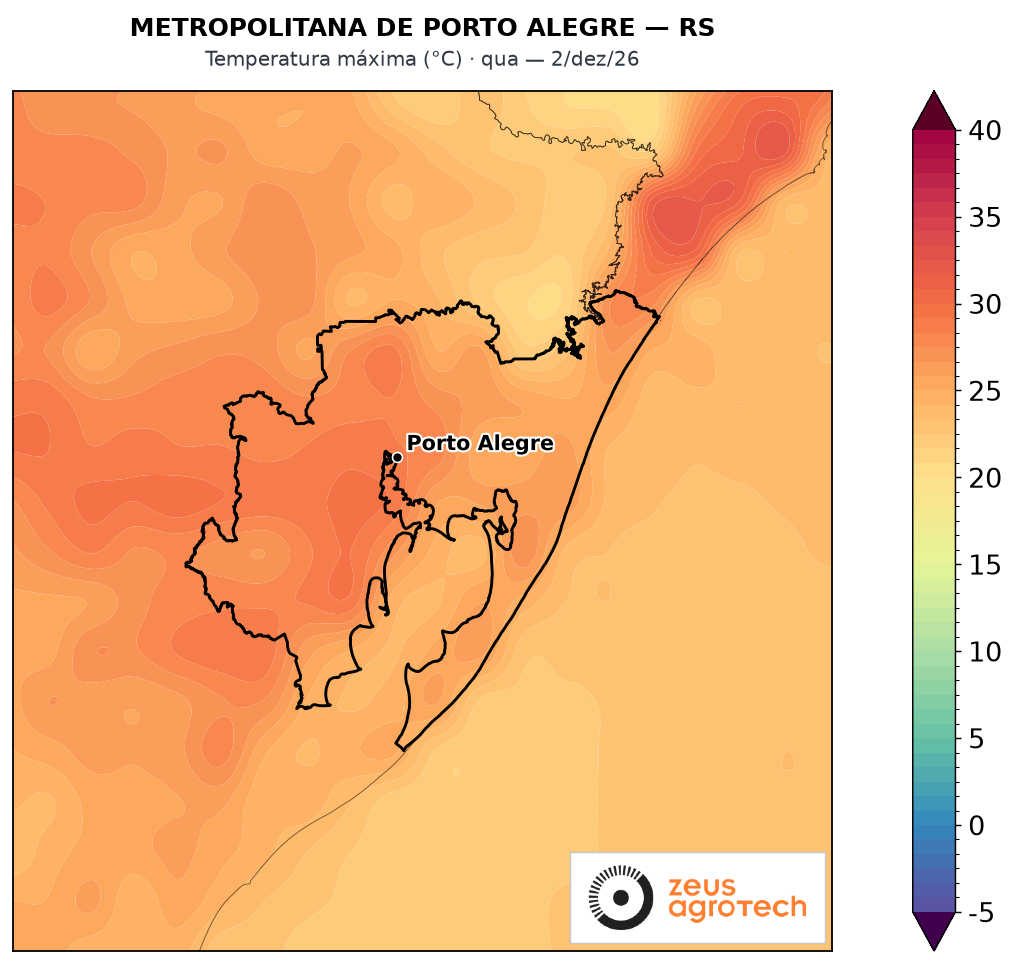 METROPOLITANA DE PORTO ALEGRE — RS
Temperatura máxima (°C) · qua — 2/dez/26
40
35
30
25
20
15
10
5
0
-5
Porto Alegre
zeus
agrotech